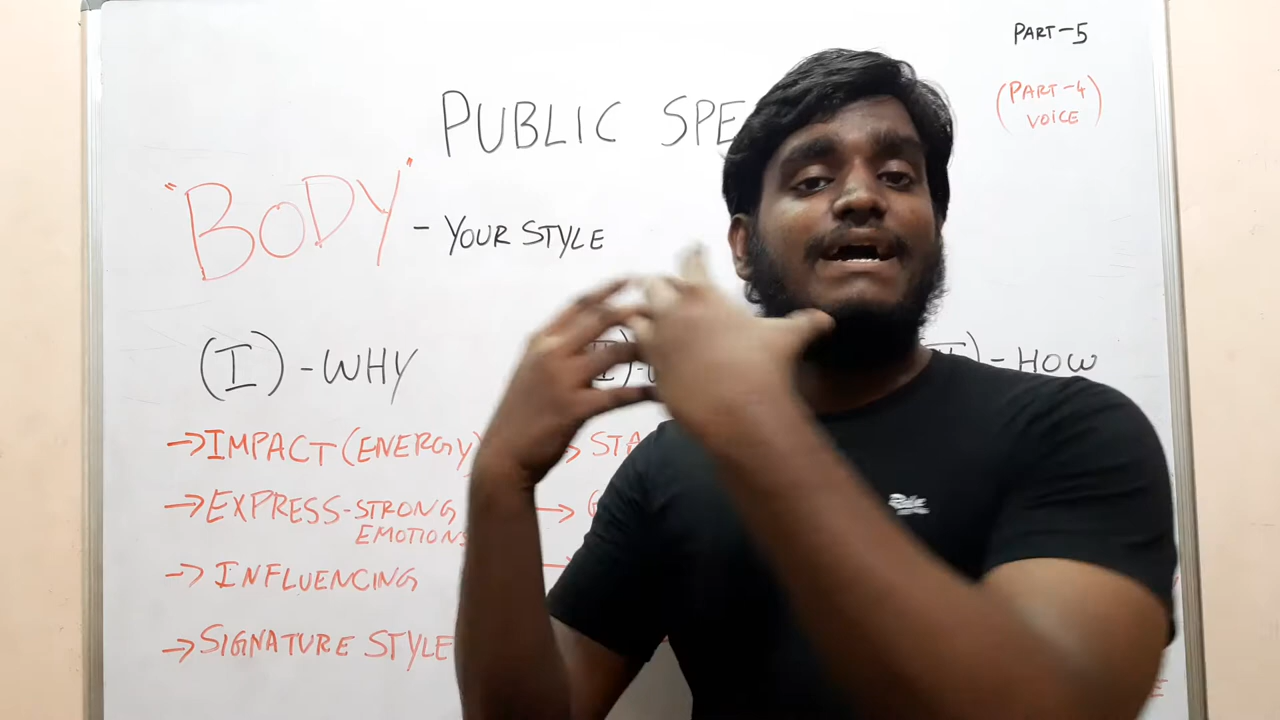 PART-5
(PART-4
VOICE)
PUBLIC SPE
"BODY" - YOUR STYLE
(I) - WHY
- HOW
→ IMPACT (ENERGY)
→ STA
→ EXPRESS-STRONG
EMOTIONS
→ G
→ INFLUENCING
→ SIGNATURE STYLE